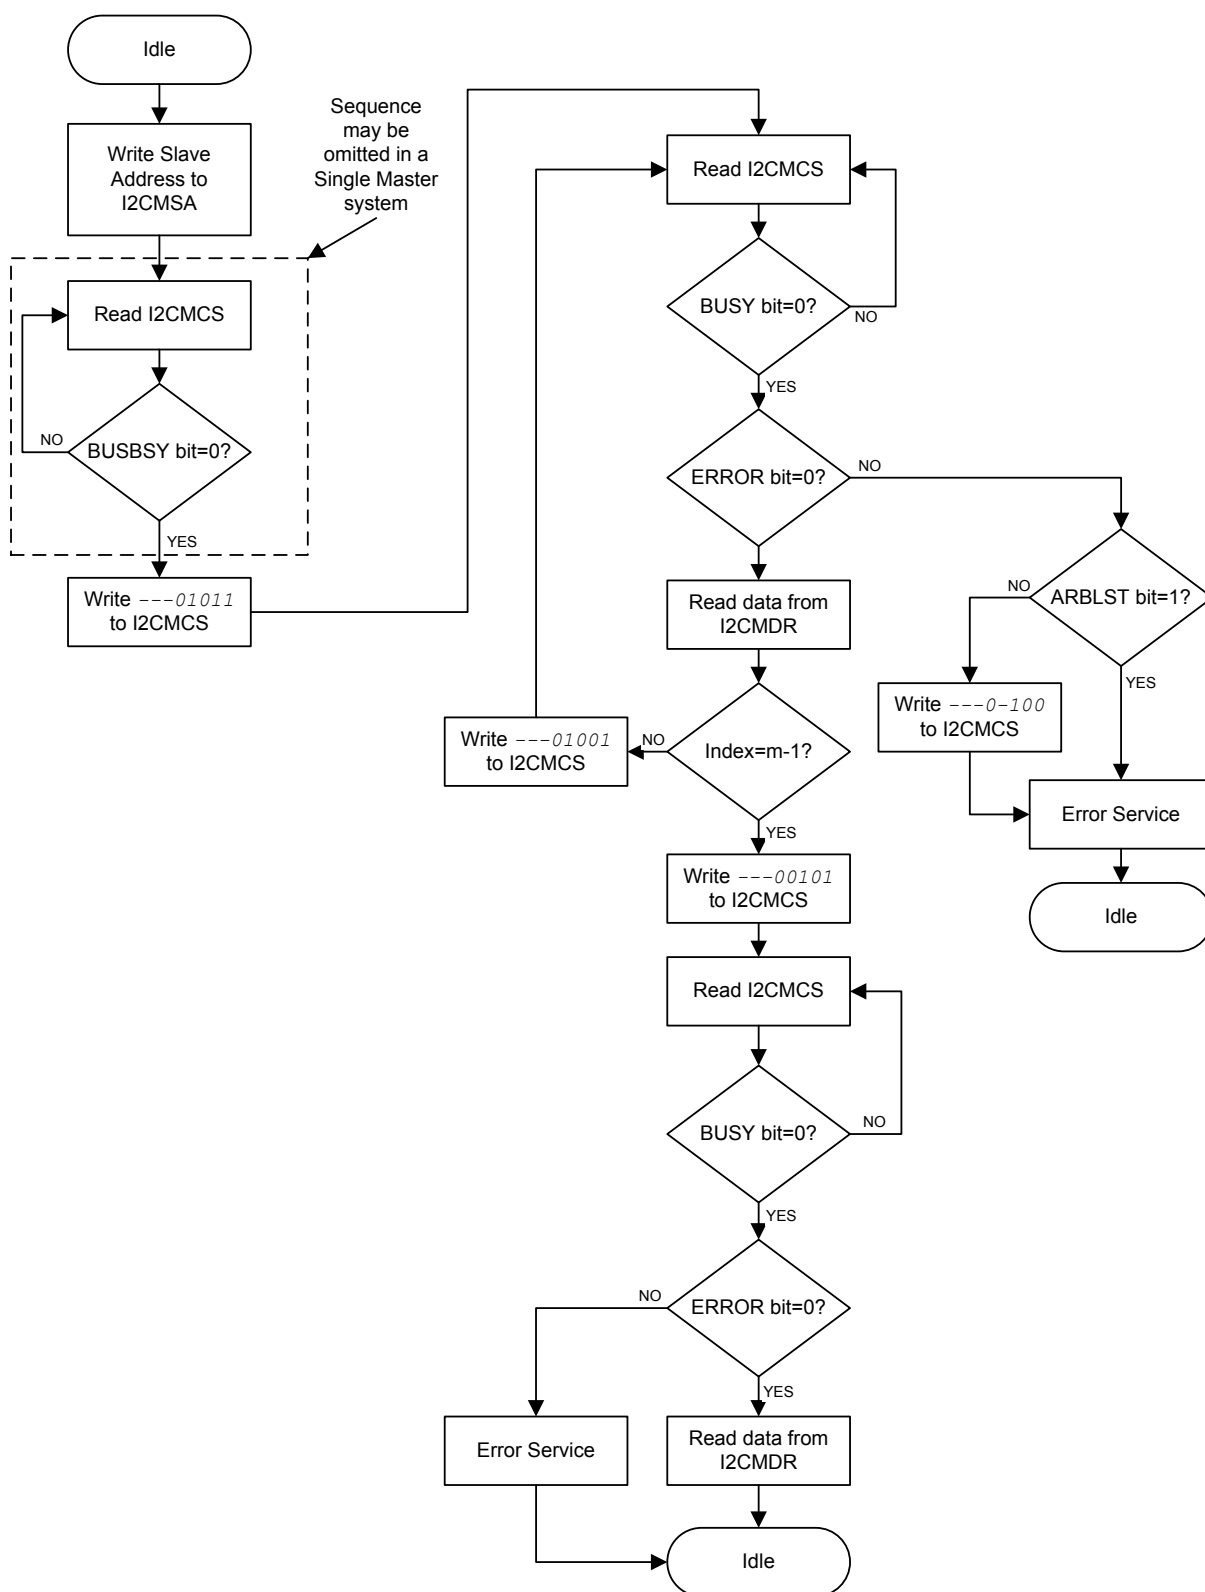 Idle
Write Slave
Address to
I2CMSA
Sequence
may be
omitted in a
Single Master
system
Read I2CMCS
BUSBSY bit=0?
NO
YES
Write ---01011
to I2CMCS
Read I2CMCS
BUSY bit=0?
NO
YES
ERROR bit=0?
NO
ARBLST bit=1?
NO
YES
Write ---0-100
to I2CMCS
Error Service
Idle
Read data from
I2CMDR
Index=m-1?
NO
Write ---01001
to I2CMCS
YES
Write ---00101
to I2CMCS
Read I2CMCS
BUSY bit=0?
NO
YES
ERROR bit=0?
NO
YES
Error Service
Read data from
I2CMDR
Idle